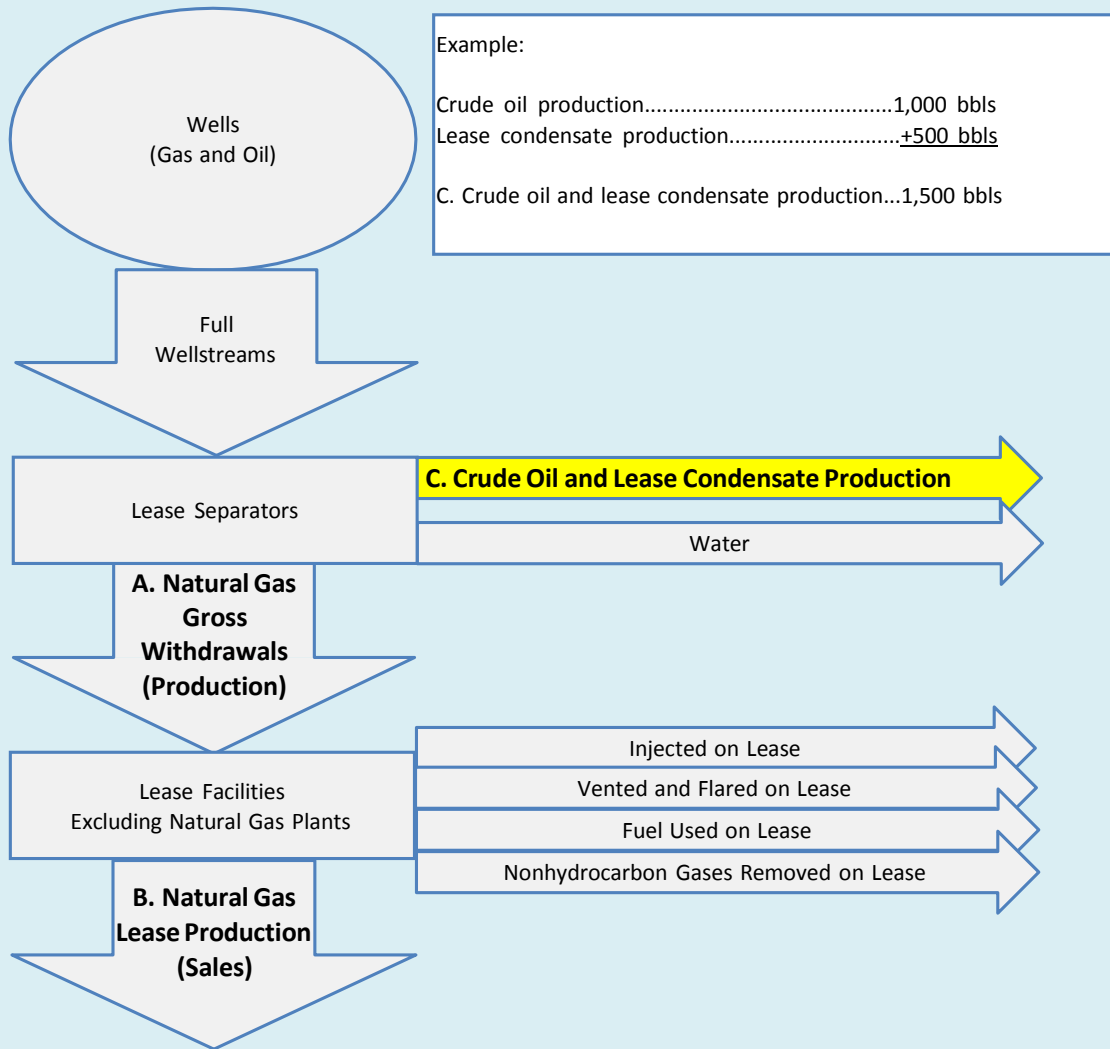 Wells
(Gas and Oil)
Example:
Crude oil production..........................................1,000 bbls
Lease condensate production.............................+500 bbls
C. Crude oil and lease condensate production...1,500 bbls
Full
Wellstreams
Lease Separators
C. Crude Oil and Lease Condensate Production
Water
A. Natural Gas
Gross
Withdrawals
(Production)
Lease Facilities
Excluding Natural Gas Plants
Injected on Lease
Vented and Flared on Lease
Fuel Used on Lease
Nonhydrocarbon Gases Removed on Lease
B. Natural Gas
Lease Production
(Sales)